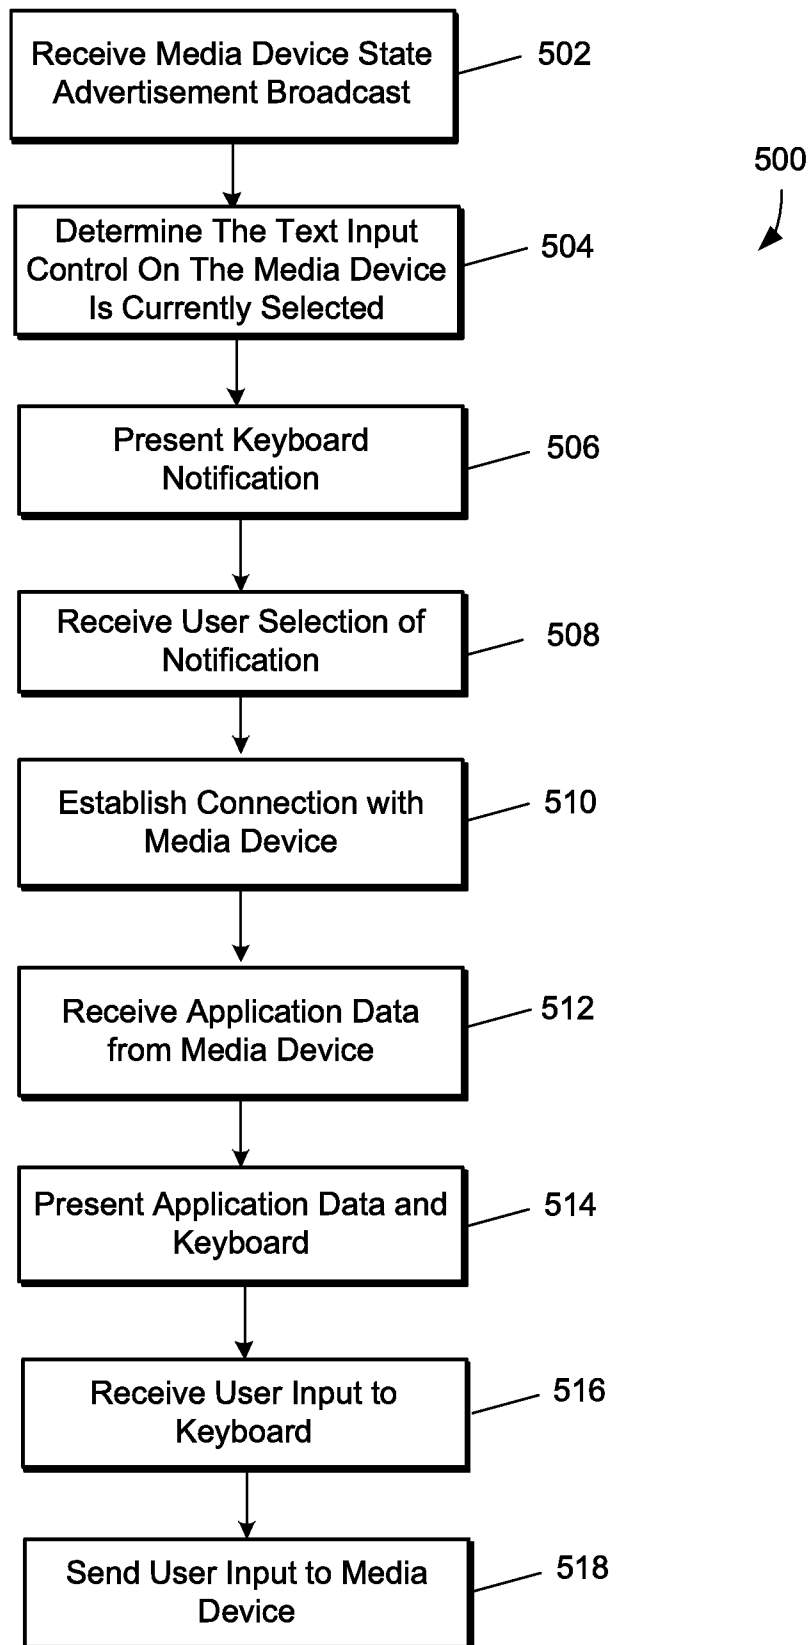 Receive Media Device State
Advertisement Broadcast
502
500
Determine The Text Input
Control On The Media Device
Is Currently Selected
504
Present Keyboard
Notification
506
Receive User Selection of
Notification
508
Establish Connection with
Media Device
510
Receive Application Data
from Media Device
512
Present Application Data and
Keyboard
514
Receive User Input to
Keyboard
516
Send User Input to Media
Device
518